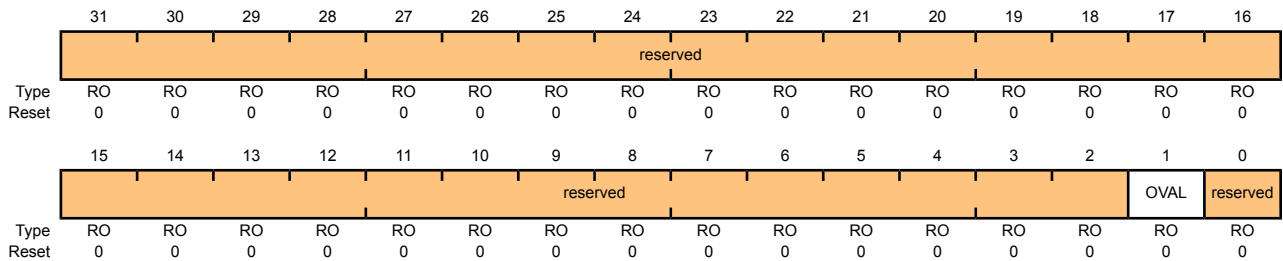 31 30 29 28 27 26 25 24 23 22 21 20 19 18 17 16
reserved
Type RO RO RO RO RO RO RO RO RO RO RO RO RO RO RO RO
Reset 0 0 0 0 0 0 0 0 0 0 0 0 0 0 0 0
15 14 13 12 11 10 9 8 7 6 5 4 3 2 1 0
reserved OVAL reserved
Type RO RO RO RO RO RO RO RO RO RO RO RO RO RO RO RO
Reset 0 0 0 0 0 0 0 0 0 0 0 0 0 0 0 0